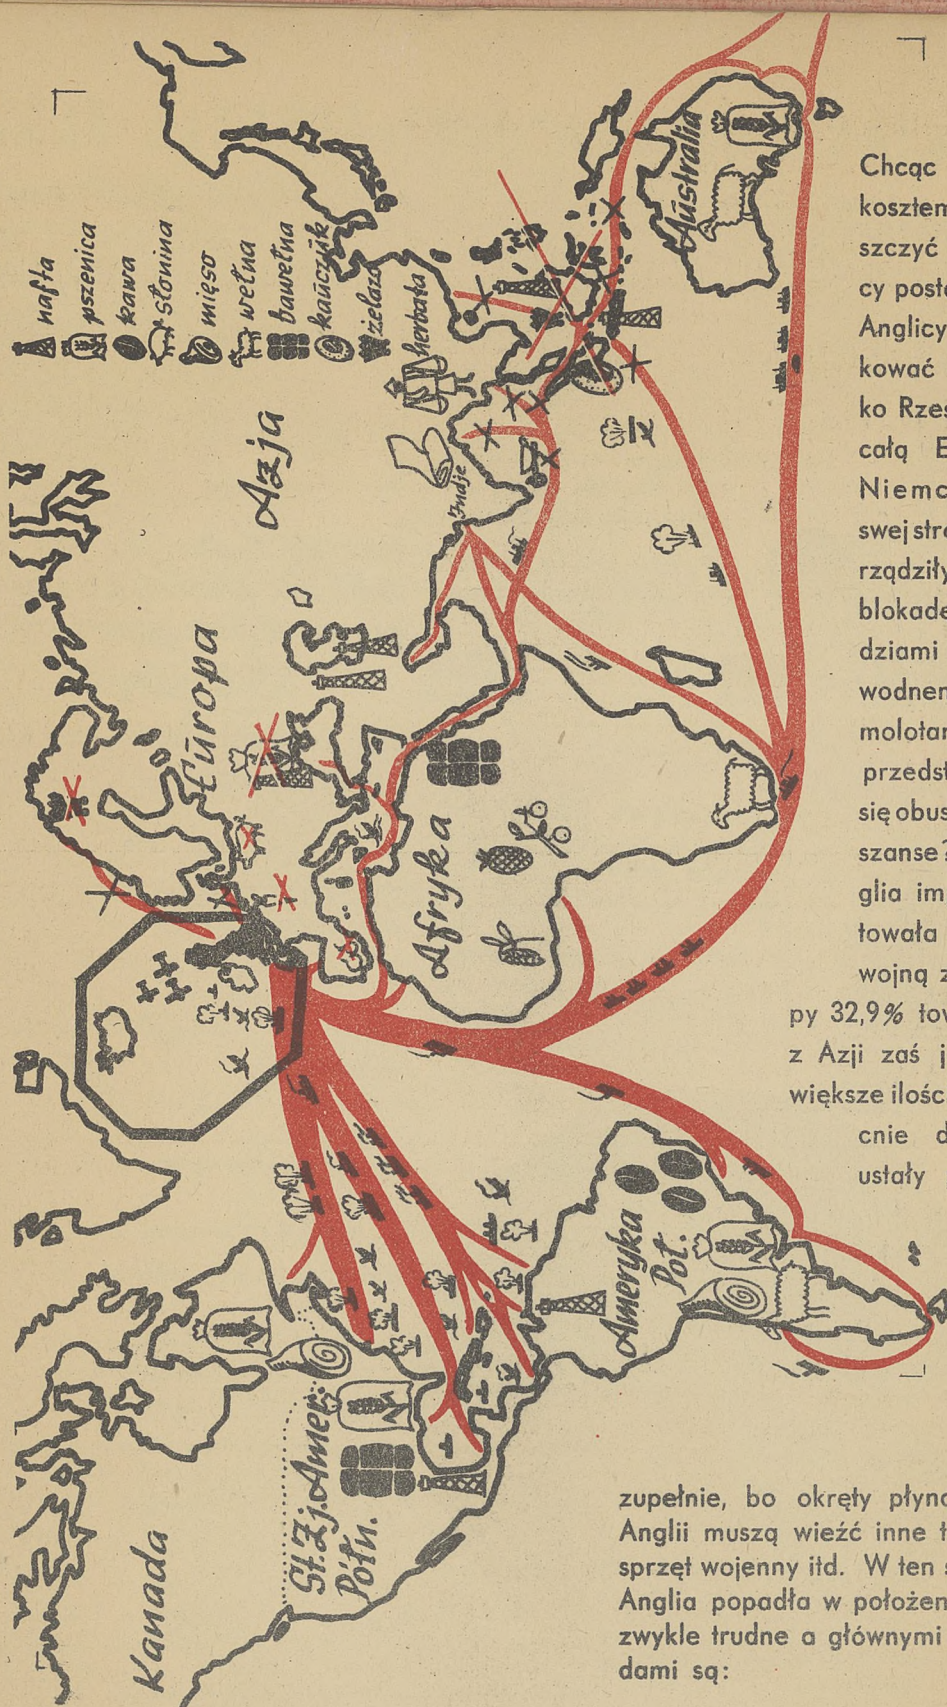 nafta
pszenica
kawa
słonina
mięso
wełna
bawełna
kauczuk
żelazo
herbata
Kanada
St. Zj. Amer.
Półn.
Ameryka
Poł.
Europa
Afryka
Azja
Indje
Australia
Chcąc
kosztem
szczyć
cy posto
Anglicy
kować
ko Rzes
całą E
Niemc
swej stro
rządziły
blokade
dziami
wodnem
molotan
przedst
się obus
szanse?
glia im
towała
wojną z
py 32,9% tow
z Azji zaś j
większe ilośc
cnie d
ustały
zupełnie, bo okręty płyną
Anglii muszą wieźć inne t
sprzęt wojenny itd. W ten s
Anglia popadła w położen
zwykle trudne a głównymi
dami są: